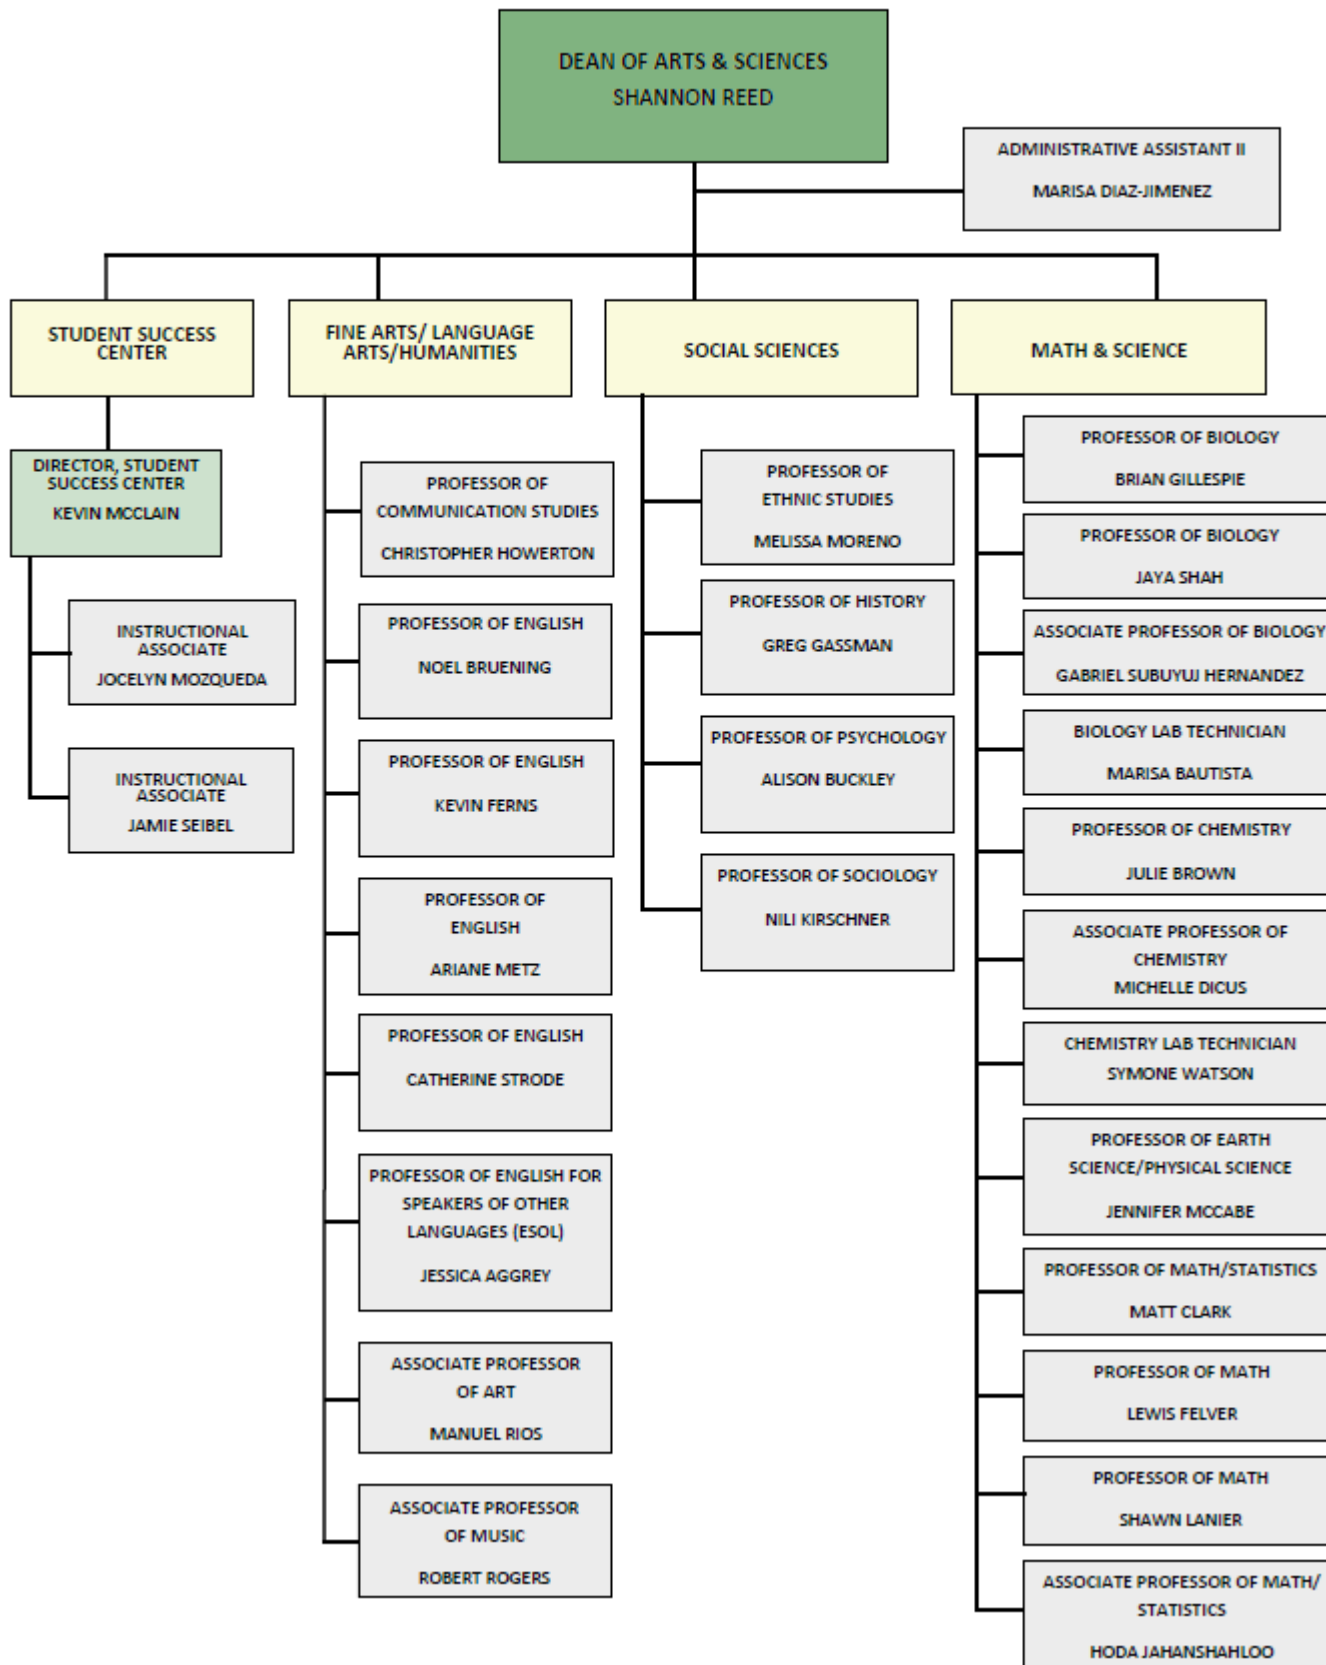 DEAN OF ARTS & SCIENCES
SHANNON REED
ADMINISTRATIVE ASSISTANT II
MARISA DIAZ-JIMENEZ
STUDENT SUCCESS
CENTER
DIRECTOR, STUDENT
SUCCESS CENTER
KEVIN MCCLAIN
INSTRUCTIONAL
ASSOCIATE
JOCELYN MOZQUEDA
INSTRUCTIONAL
ASSOCIATE
JAMIE SEIBEL
FINE ARTS/ LANGUAGE
ARTS/HUMANITIES
PROFESSOR OF
COMMUNICATION STUDIES
CHRISTOPHER HOWERTON
PROFESSOR OF ENGLISH
NOEL BRUENING
PROFESSOR OF ENGLISH
KEVIN FERNS
PROFESSOR OF
ENGLISH
ARIANE METZ
PROFESSOR OF ENGLISH
CATHERINE STRODE
PROFESSOR OF ENGLISH FOR
SPEAKERS OF OTHER
LANGUAGES (ESOL)
JESSICA AGGREY
ASSOCIATE PROFESSOR
OF ART
MANUEL RIOS
ASSOCIATE PROFESSOR
OF MUSIC
ROBERT ROGERS
SOCIAL SCIENCES
PROFESSOR OF
ETHNIC STUDIES
MELISSA MORENO
PROFESSOR OF HISTORY
GREG GASSMAN
PROFESSOR OF PSYCHOLOGY
ALISON BUCKLEY
PROFESSOR OF SOCIOLOGY
NILI KIRSCHNER
MATH & SCIENCE
PROFESSOR OF BIOLOGY
BRIAN GILLESPIE
PROFESSOR OF BIOLOGY
JAYA SHAH
ASSOCIATE PROFESSOR OF BIOLOGY
GABRIEL SUBUYUJ HERNANDEZ
BIOLOGY LAB TECHNICIAN
MARISA BAUTISTA
PROFESSOR OF CHEMISTRY
JULIE BROWN
ASSOCIATE PROFESSOR OF
CHEMISTRY
MICHELLE DICUS
CHEMISTRY LAB TECHNICIAN
SYMONE WATSON
PROFESSOR OF EARTH
SCIENCE/PHYSICAL SCIENCE
JENNIFER MCCABE
PROFESSOR OF MATH/STATISTICS
MATT CLARK
PROFESSOR OF MATH
LEWIS FELVER
PROFESSOR OF MATH
SHAWN LANIER
ASSOCIATE PROFESSOR OF MATH/
STATISTICS
HODA JAHANSHAHLOO